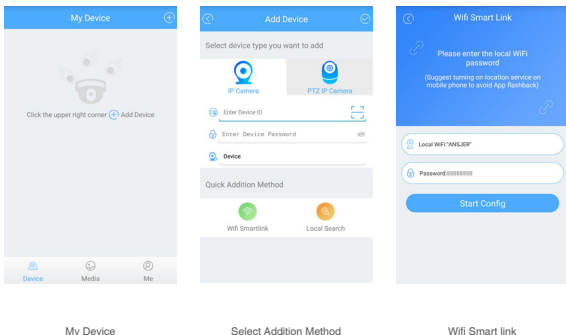 My Device
Click the upper right corner Add Device
Device
Media
Me
My Device
Add Device
Select device type you want to add
IP Camera
PTZ IP Camera
Enter Device ID
Enter Device Password
Device
Quick Addition Method
Wifi Smartlink
Local Search
Select Addition Method
Wifi Smart Link
Please enter the local WiFi
password
(Suggest turning on location service on
mobile phone to avoid App flashback)
Local WiFi:"ANSJER"
Password:88888888
Start Config
Wifi Smart link